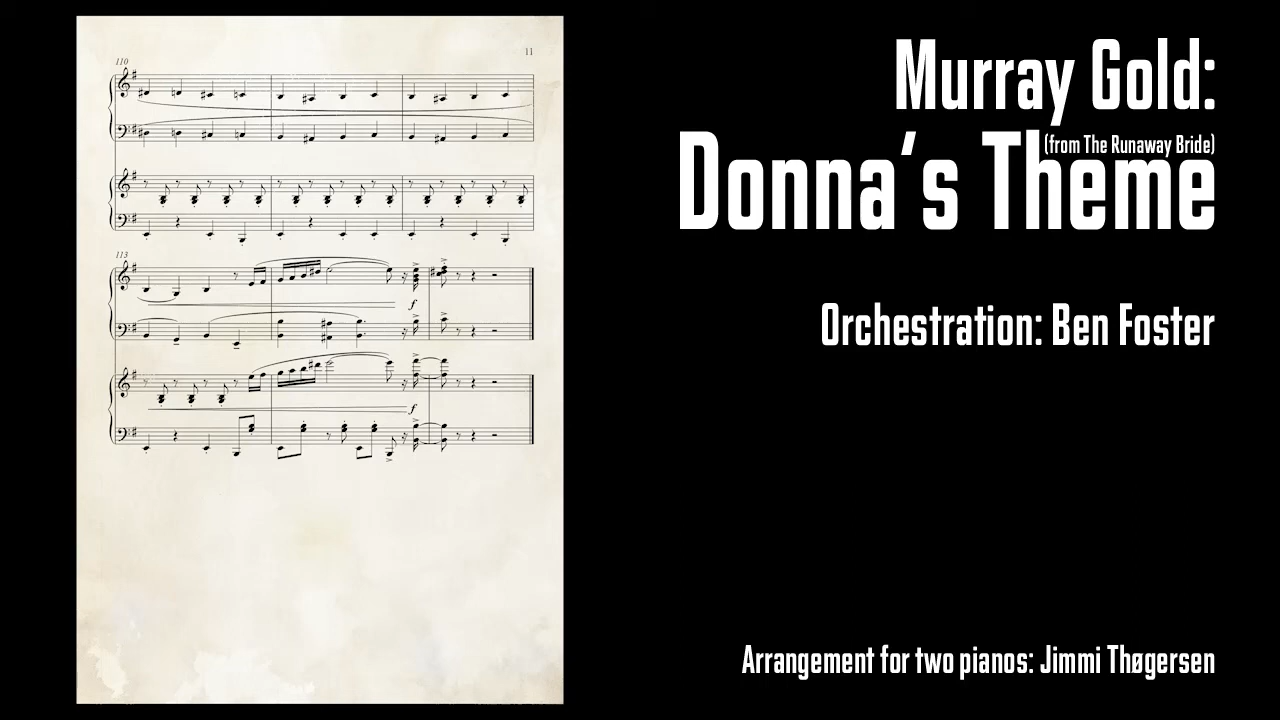 11
110
113
f
f
Murray Gold:
(from The Runaway Bride)
Donna's Theme
Orchestration: Ben Foster
Arrangement for two pianos: Jimmi Thøgersen